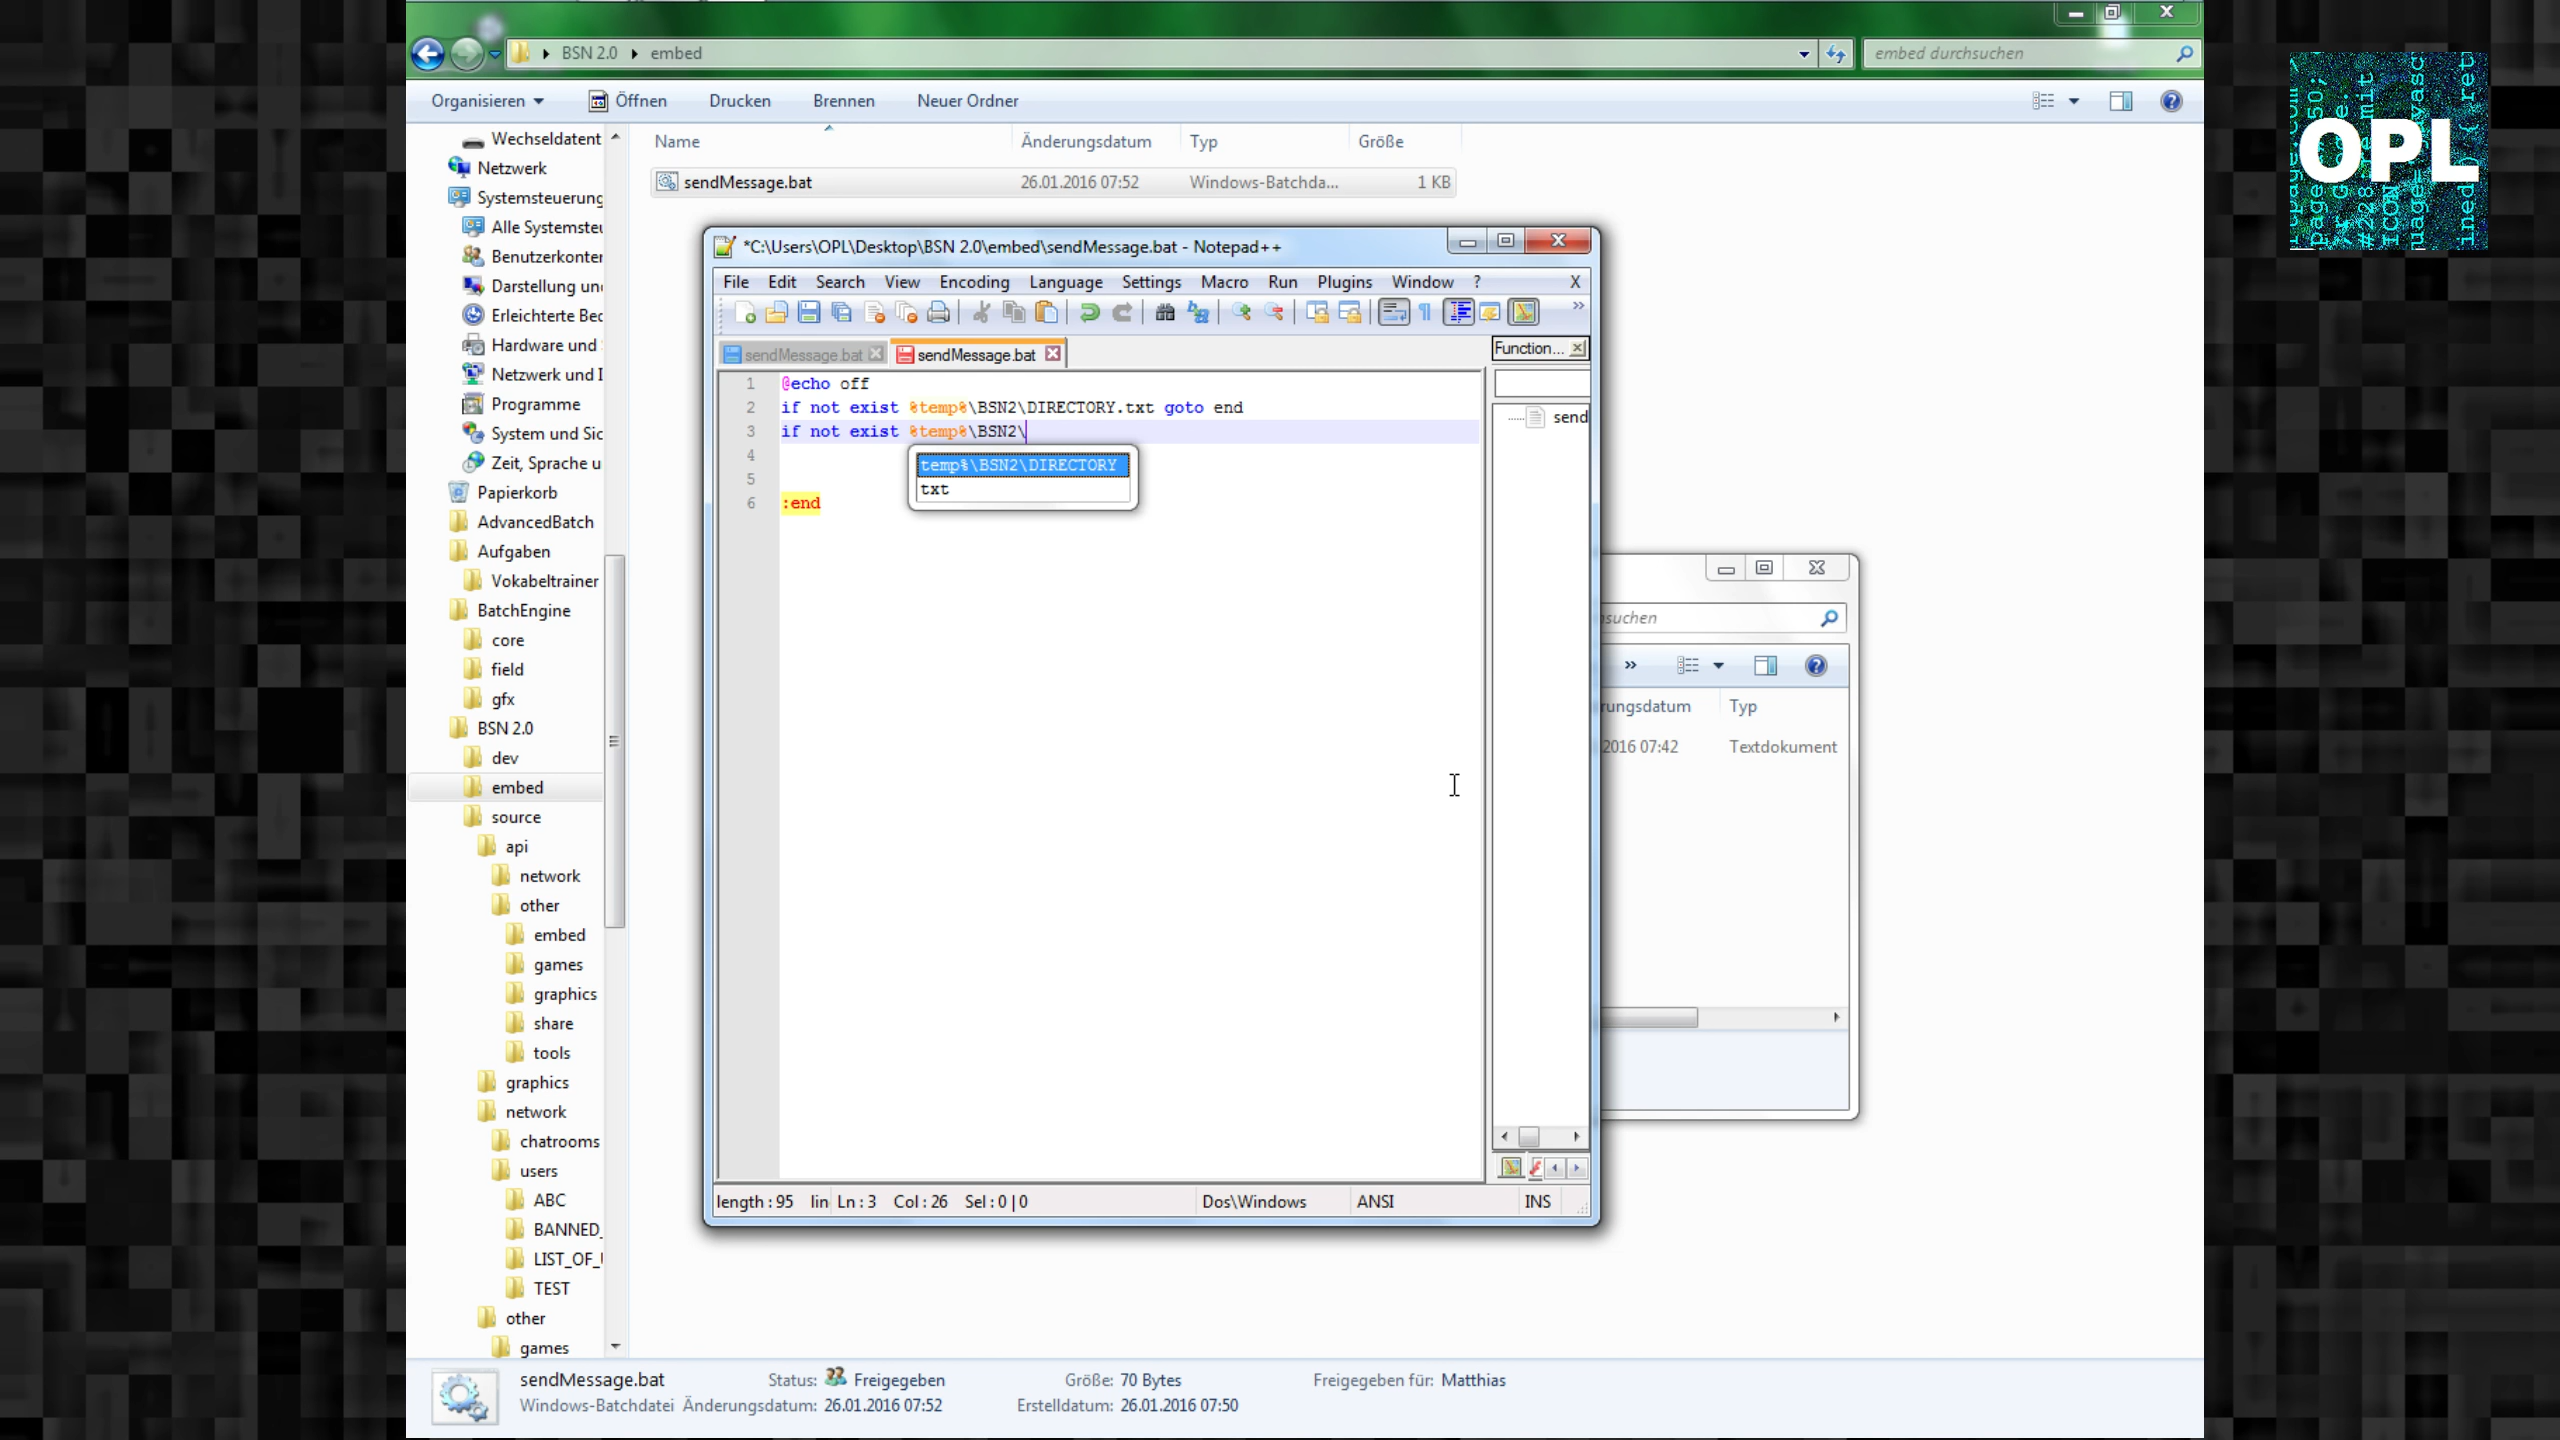 BSN 2.0 embed
embed durchsuchen
Organisieren Öffnen Drucken Brennen Neuer Ordner
Name Änderungsdatum Typ Größe
sendMessage.bat 26.01.2016 07:52 Windows-Batchda... 1 KB
Wechseldatent
Netzwerk
Systemsteuerung
Alle Systemsteu
Benutzerkonter
Darstellung und
Erleichterte Bed
Hardware und
Netzwerk und I
Programme
System und Sic
Zeit, Sprache u
Papierkorb
AdvancedBatch
Aufgaben
Vokabeltrainer
BatchEngine
core
field
gfx
BSN 2.0
dev
embed
source
api
network
other
embed
games
graphics
share
tools
graphics
network
chatrooms
users
ABC
BANNED_
LIST_OF_
TEST
other
games
*C:\Users\OPL\Desktop\BSN 2.0\embed\sendMessage.bat - Notepad++
File Edit Search View Encoding Language Settings Macro Run Plugins Window ? X
sendMessage.bat sendMessage.bat
Function...
send
1 @echo off
2 if not exist %temp%\BSN2\DIRECTORY.txt goto end
3 if not exist %temp%\BSN2\
4
5
6 :end
temp%\BSN2\DIRECTORY
txt
length : 95 lin Ln : 3 Col : 26 Sel : 0 | 0 Dos\Windows ANSI INS
suchen
rungsdatum Typ
2016 07:42 Textdokument
sendMessage.bat Status: Freigegeben Größe: 70 Bytes Freigegeben für: Matthias
Windows-Batchdatei Änderungsdatum: 26.01.2016 07:52 Erstelldatum: 26.01.2016 07:50
OPL